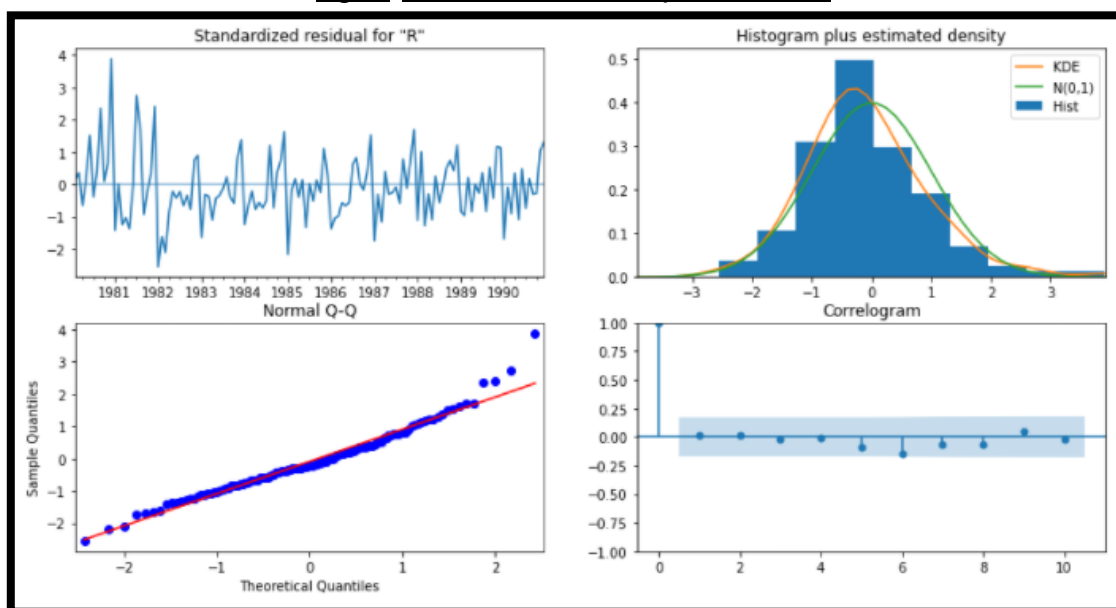 Standardized residual for "R"
4
3
2
1
0
−1
−2
1981 1982 1983 1984 1985 1986 1987 1988 1989 1990
Histogram plus estimated density
0.5
0.4
0.3
0.2
0.1
0.0
KDE
N(0,1)
Hist
−3 −2 −1 0 1 2 3
Normal Q-Q
Sample Quantiles
4
3
2
1
0
−1
−2
−2 −1 0 1 2
Theoretical Quantiles
Correlogram
1.00
0.75
0.50
0.25
0.00
−0.25
−0.50
−0.75
−1.00
0 2 4 6 8 10